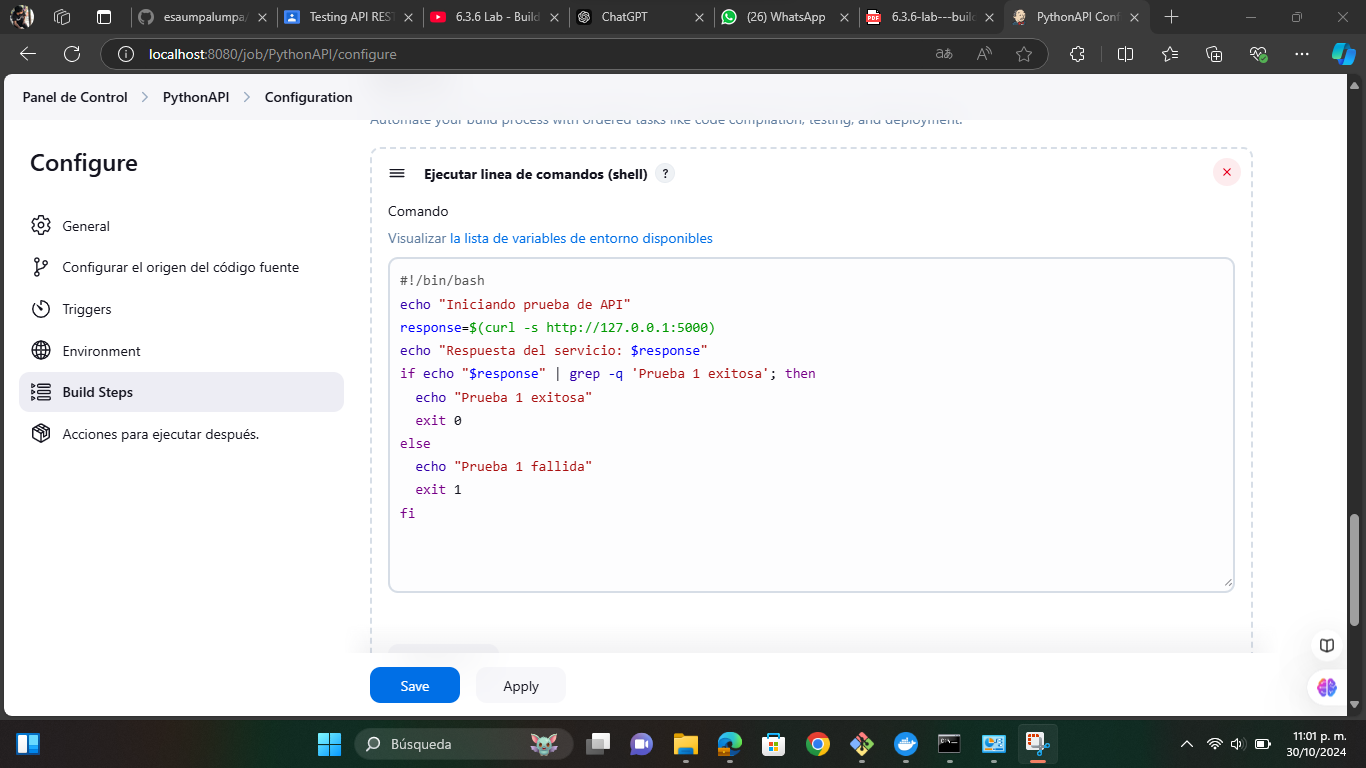 esaumpalumpa/
Testing API REST
6.3.6 Lab - Build
ChatGPT
(26) WhatsApp
6.3.6-lab---build
PythonAPI Conf
localhost:8080/job/PythonAPI/configure
Panel de Control > PythonAPI > Configuration
Automate your build process with ordered tasks like code compilation, testing, and deployment.
Configure
General
Configurar el origen del código fuente
Triggers
Environment
Build Steps
Acciones para ejecutar después.
Ejecutar linea de comandos (shell) ?
Comando
Visualizar la lista de variables de entorno disponibles
#!/bin/bash
echo "Iniciando prueba de API"
response=$(curl -s http://127.0.0.1:5000)
echo "Respuesta del servicio: $response"
if echo "$response" | grep -q 'Prueba 1 exitosa'; then
  echo "Prueba 1 exitosa"
  exit 0
else
  echo "Prueba 1 fallida"
  exit 1
fi
Save
Apply
Búsqueda
11:01 p. m.
30/10/2024